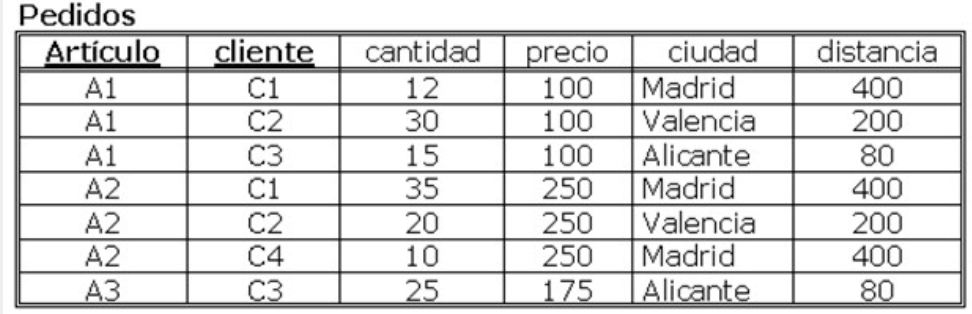 Pedidos
Artículo cliente cantidad precio ciudad distancia
A1 C1 12 100 Madrid 400
A1 C2 30 100 Valencia 200
A1 C3 15 100 Alicante 80
A2 C1 35 250 Madrid 400
A2 C2 20 250 Valencia 200
A2 C4 10 250 Madrid 400
A3 C3 25 175 Alicante 80